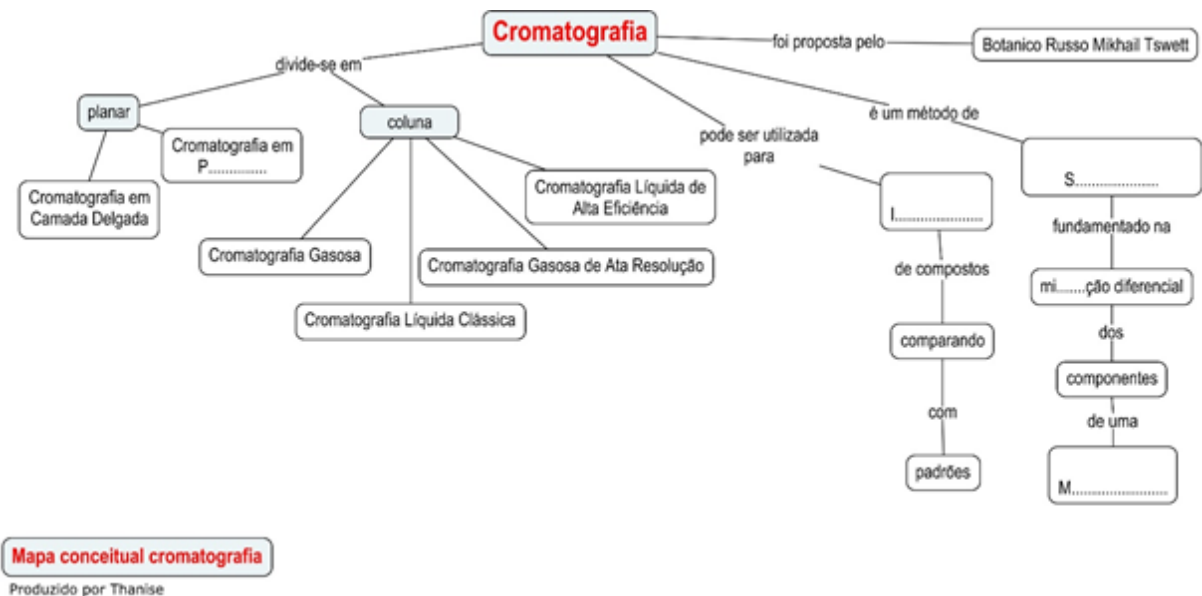 Cromatografia
foi proposta pelo
Botanico Russo Mikhail Tswett
divide-se em
planar
Cromatografia em
P...............
Cromatografia em
Camada Delgada
coluna
Cromatografia Gasosa
Cromatografia Líquida Clássica
Cromatografia Gasosa de Ata Resolução
Cromatografia Líquida de
Alta Eficiência
pode ser utilizada
para
I.......................
de compostos
comparando
com
padrões
é um método de
S......................
fundamentado na
mi.......ção diferencial
dos
componentes
de uma
M.........................
Mapa conceitual cromatografia
Produzido por Thanise